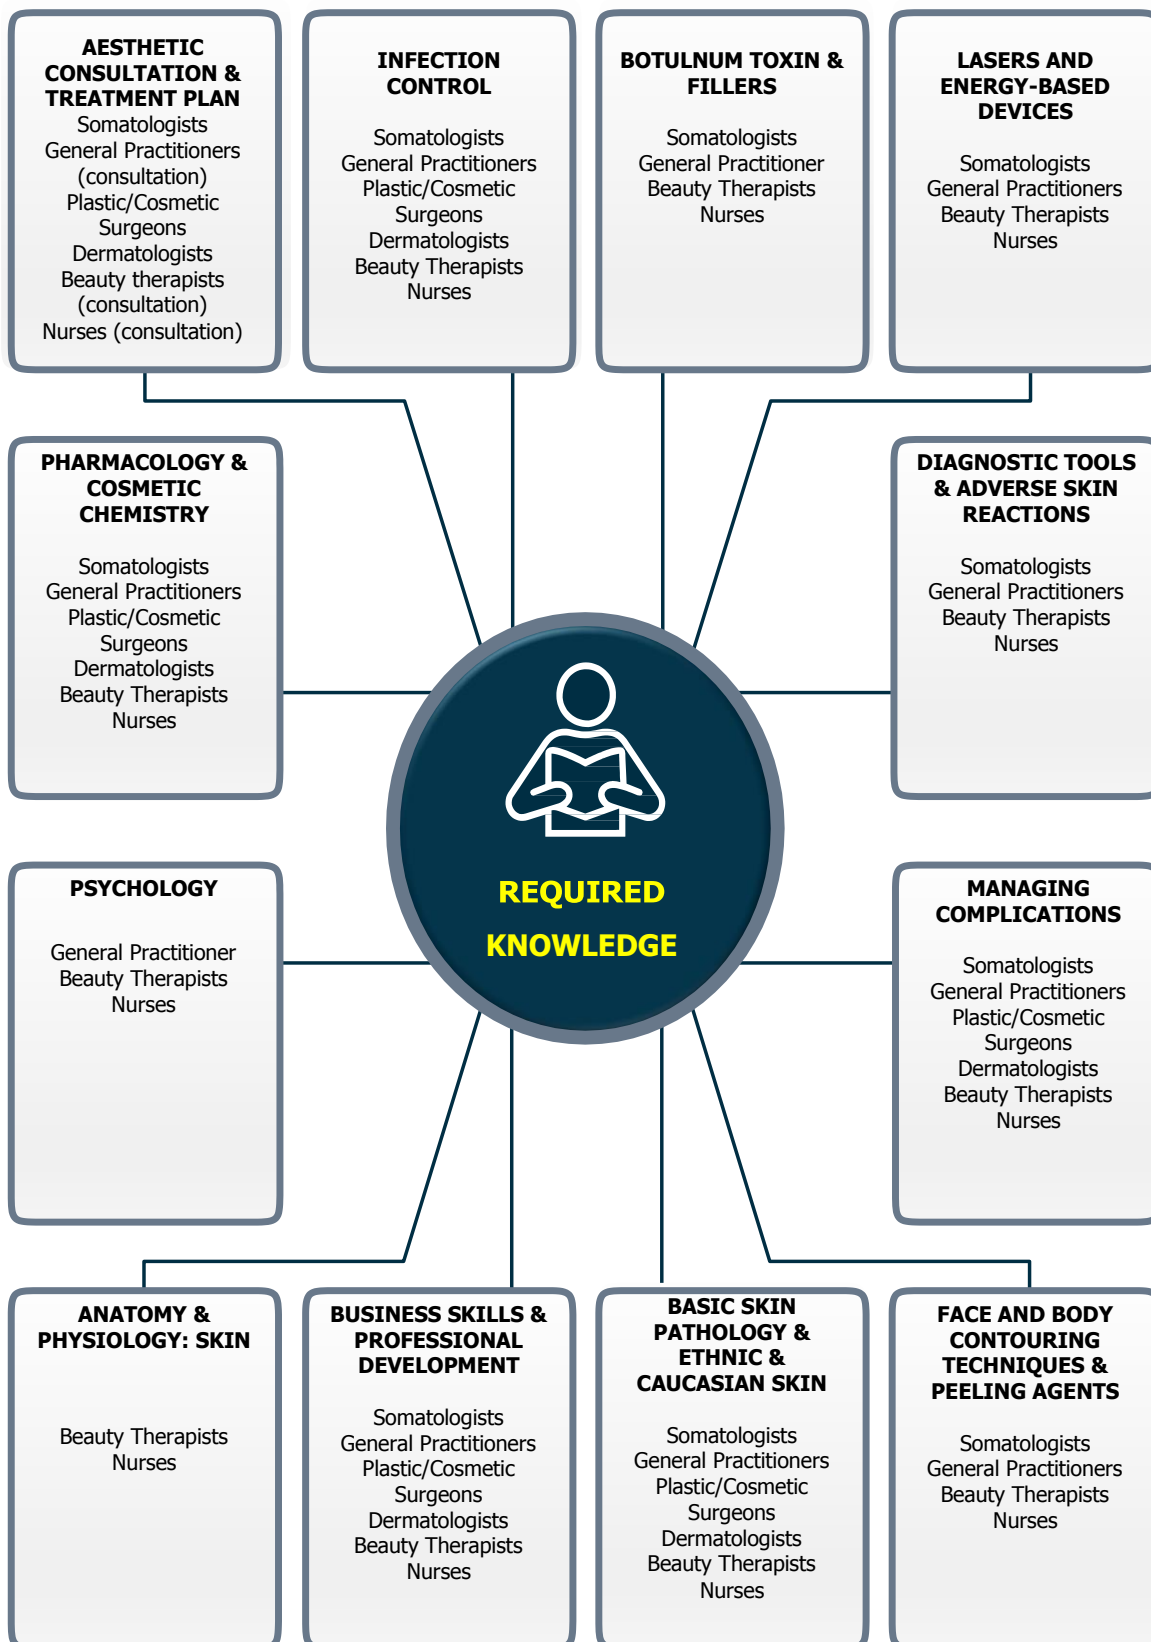 AESTHETIC
CONSULTATION &
TREATMENT PLAN
Somatologists
General Practitioners
(consultation)
Plastic/Cosmetic
Surgeons
Dermatologists
Beauty therapists
(consultation)
Nurses (consultation)
INFECTION
CONTROL
Somatologists
General Practitioners
Plastic/Cosmetic
Surgeons
Dermatologists
Beauty Therapists
Nurses
BOTULNUM TOXIN &
FILLERS
Somatologists
General Practitioner
Beauty Therapists
Nurses
LASERS AND
ENERGY-BASED
DEVICES
Somatologists
General Practitioners
Beauty Therapists
Nurses
PHARMACOLOGY &
COSMETIC
CHEMISTRY
Somatologists
General Practitioners
Plastic/Cosmetic
Surgeons
Dermatologists
Beauty Therapists
Nurses
DIAGNOSTIC TOOLS
& ADVERSE SKIN
REACTIONS
Somatologists
General Practitioners
Beauty Therapists
Nurses
REQUIRED
KNOWLEDGE
PSYCHOLOGY
General Practitioner
Beauty Therapists
Nurses
MANAGING
COMPLICATIONS
Somatologists
General Practitioners
Plastic/Cosmetic
Surgeons
Dermatologists
Beauty Therapists
Nurses
ANATOMY &
PHYSIOLOGY: SKIN
Beauty Therapists
Nurses
BUSINESS SKILLS &
PROFESSIONAL
DEVELOPMENT
Somatologists
General Practitioners
Plastic/Cosmetic
Surgeons
Dermatologists
Beauty Therapists
Nurses
BASIC SKIN
PATHOLOGY &
ETHNIC &
CAUCASIAN SKIN
Somatologists
General Practitioners
Plastic/Cosmetic
Surgeons
Dermatologists
Beauty Therapists
Nurses
FACE AND BODY
CONTOURING
TECHNIQUES &
PEELING AGENTS
Somatologists
General Practitioners
Beauty Therapists
Nurses